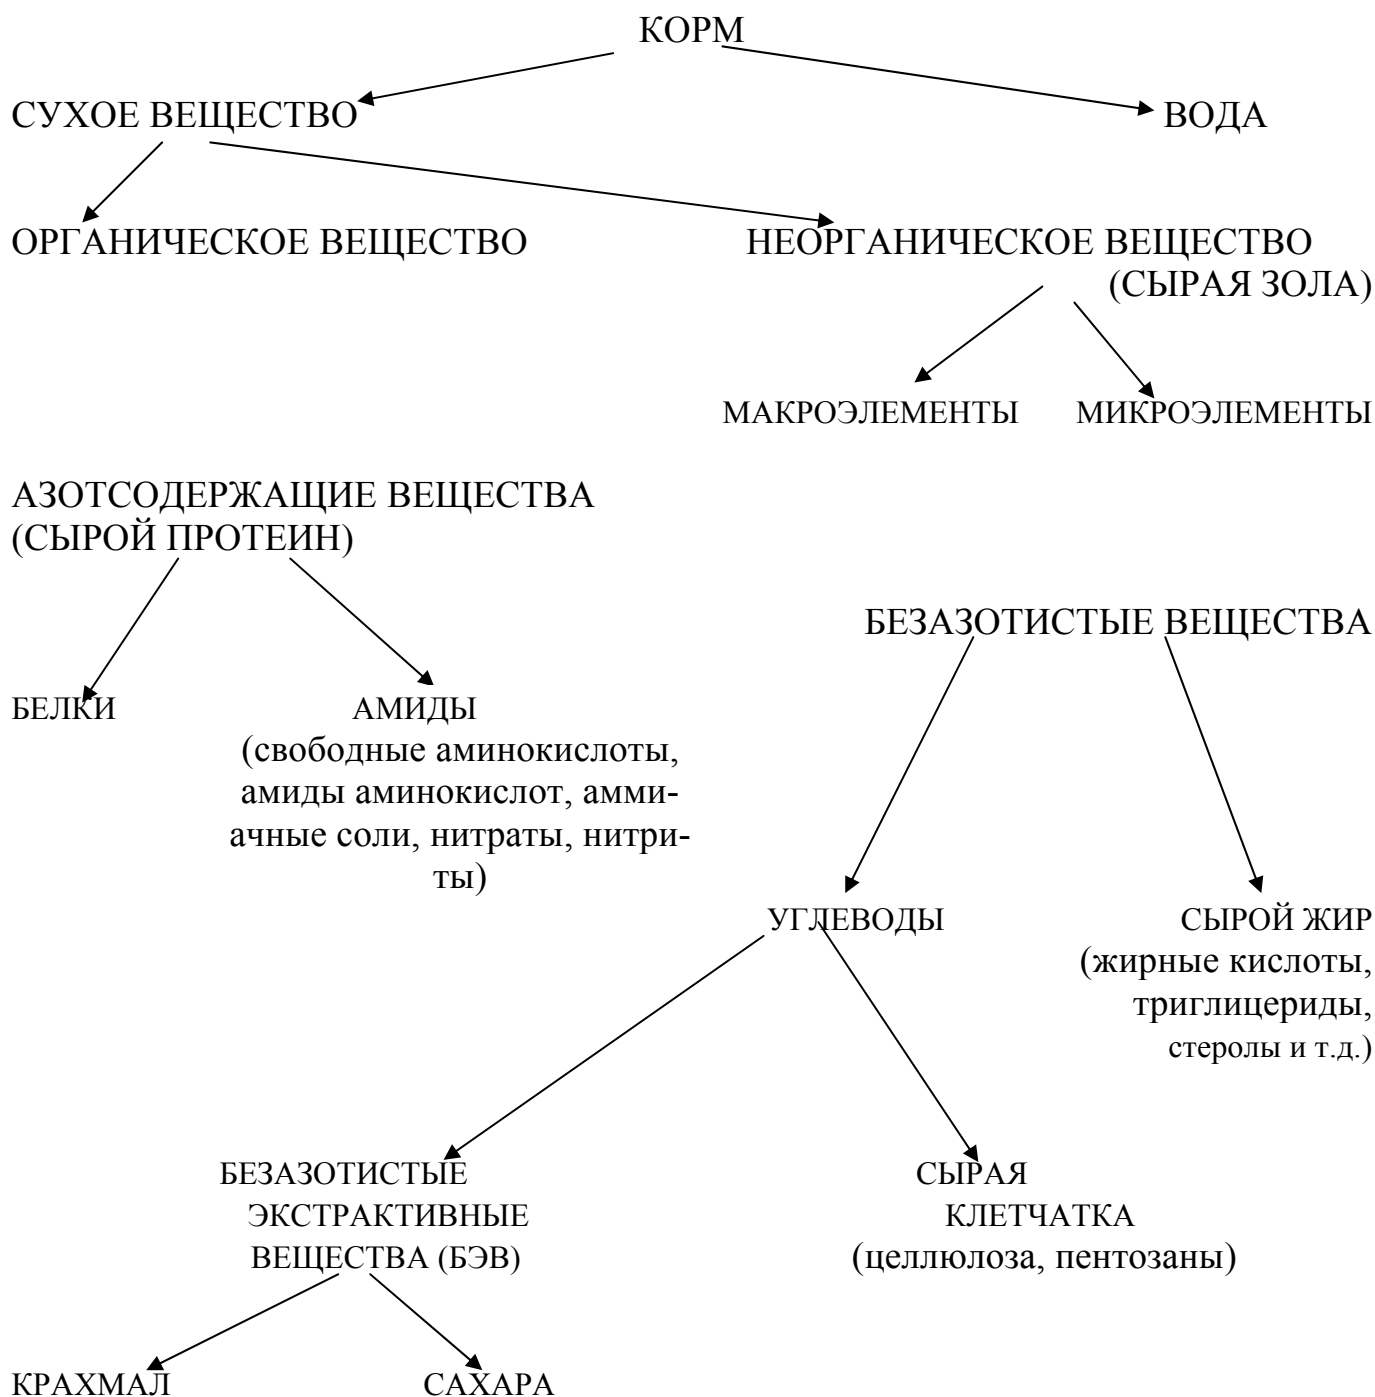 КОРМ
СУХОЕ ВЕЩЕСТВО ВОДА
ОРГАНИЧЕСКОЕ ВЕЩЕСТВО НЕОРГАНИЧЕСКОЕ ВЕЩЕСТВО
(СЫРАЯ ЗОЛА)
МАКРОЭЛЕМЕНТЫ МИКРОЭЛЕМЕНТЫ
АЗОТСОДЕРЖАЩИЕ ВЕЩЕСТВА
(СЫРОЙ ПРОТЕИН)
БЕЗАЗОТИСТЫЕ ВЕЩЕСТВА
БЕЛКИ АМИДЫ
(свободные аминокислоты,
амиды аминокислот, амми-
ачные соли, нитраты, нитри-
ты)
УГЛЕВОДЫ СЫРОЙ ЖИР
(жирные кислоты,
триглицериды,
стеролы и т.д.)
БЕЗАЗОТИСТЫЕ СЫРАЯ
ЭКСТРАКТИВНЫЕ КЛЕТЧАТКА
ВЕЩЕСТВА (БЭВ) (целлюлоза, пентозаны)
КРАХМАЛ САХАРА